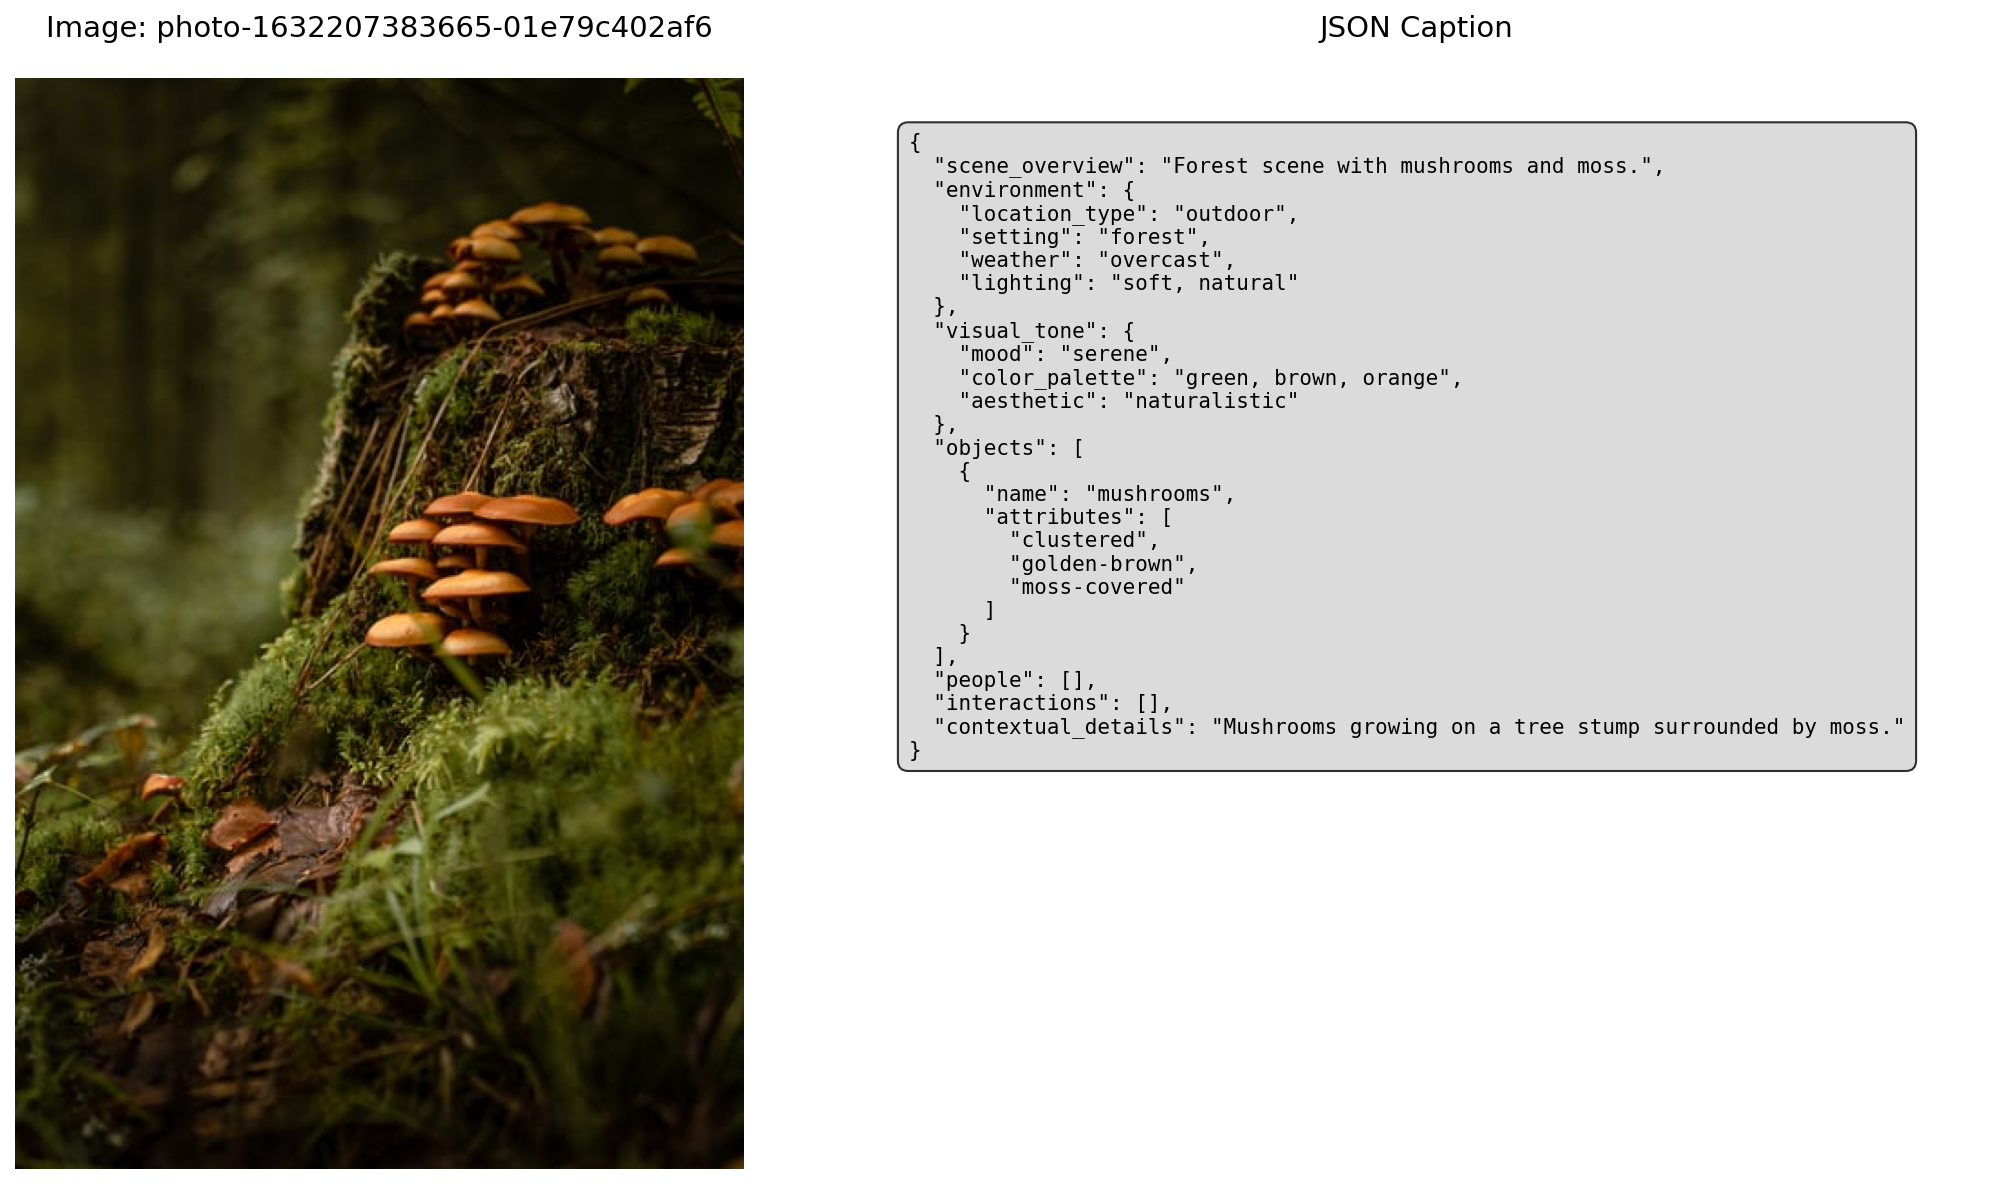 Image: photo-1632207383665-01e79c402af6
JSON Caption
{
  "scene_overview": "Forest scene with mushrooms and moss.",
  "environment": {
    "location_type": "outdoor",
    "setting": "forest",
    "weather": "overcast",
    "lighting": "soft, natural"
  },
  "visual_tone": {
    "mood": "serene",
    "color_palette": "green, brown, orange",
    "aesthetic": "naturalistic"
  },
  "objects": [
    {
      "name": "mushrooms",
      "attributes": [
        "clustered",
        "golden-brown",
        "moss-covered"
      ]
    }
  ],
  "people": [],
  "interactions": [],
  "contextual_details": "Mushrooms growing on a tree stump surrounded by moss."
}